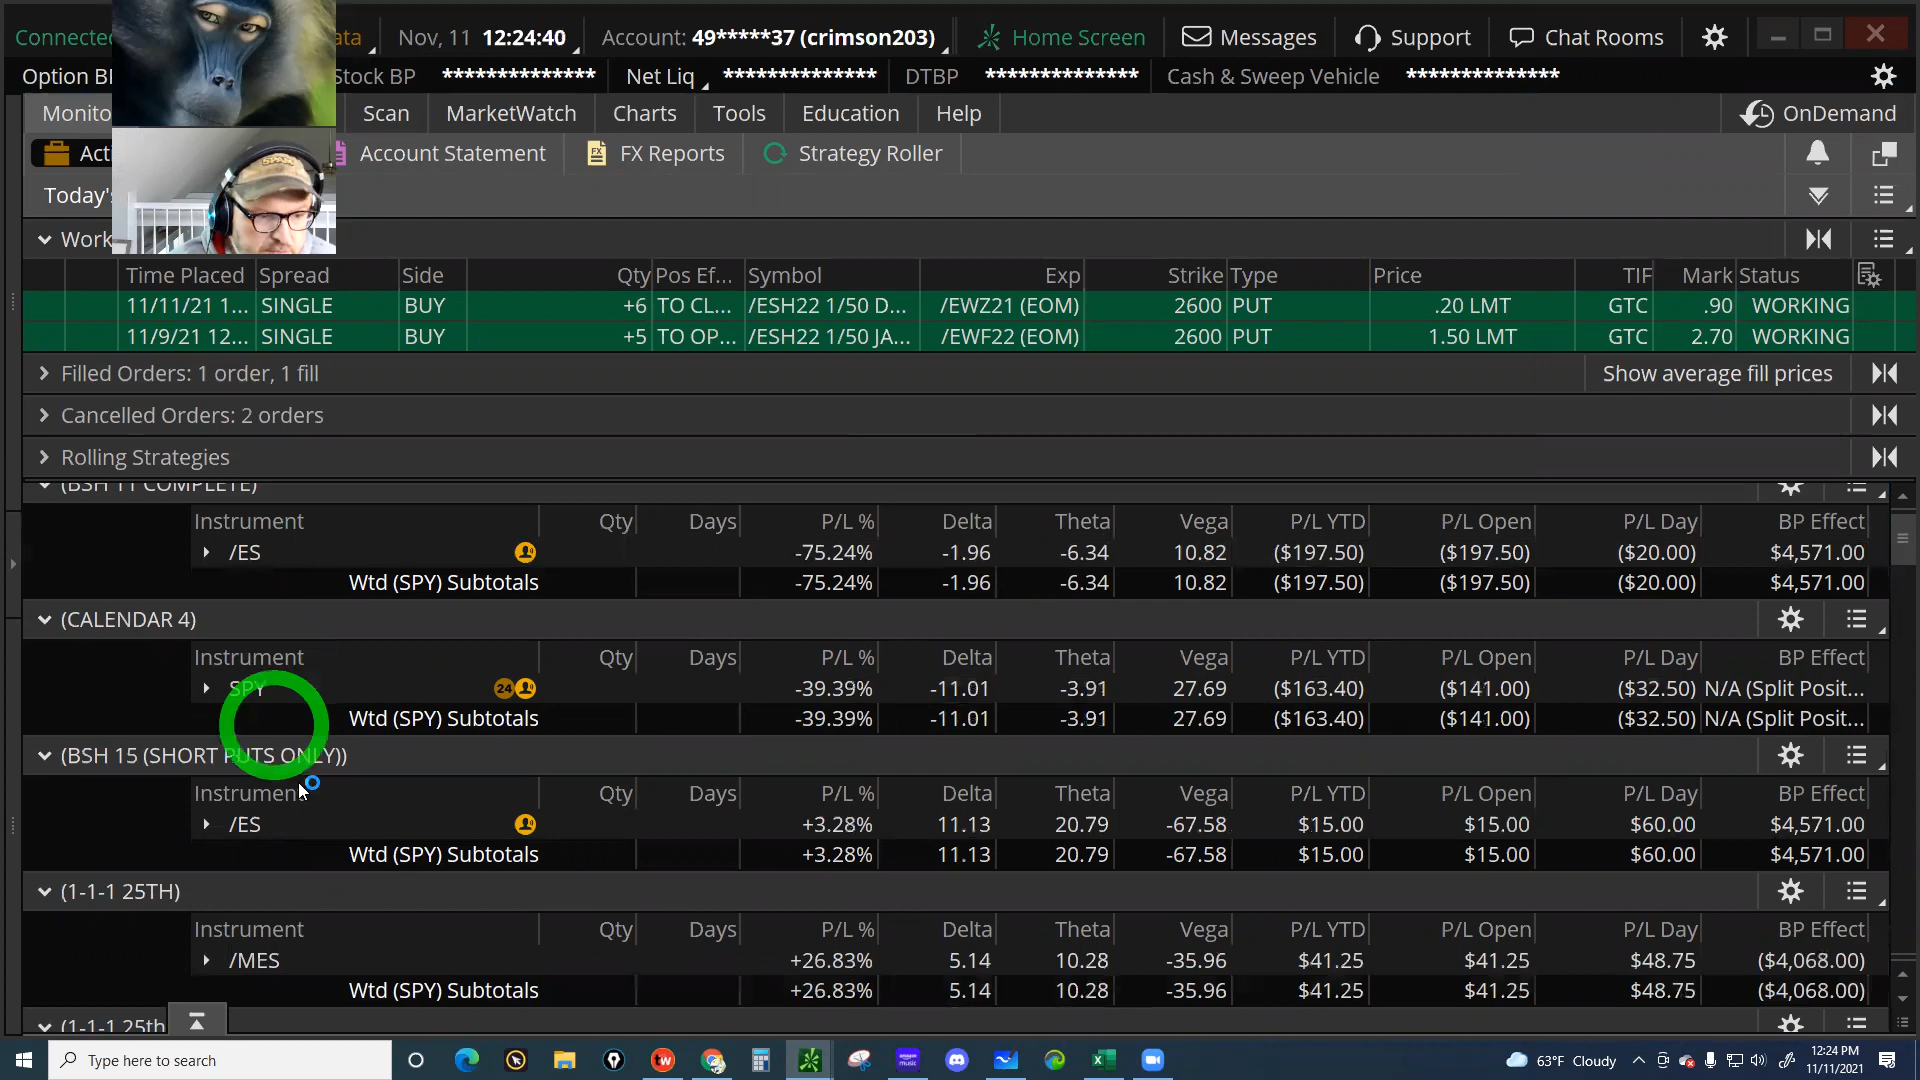 Connected ata Nov, 11 12:24:40 Account: 49*****37 (crimson203) Home Screen Messages Support Chat Rooms
Option B Stock BP ************** Net Liq ************** DTBP ************** Cash & Sweep Vehicle **************
Monito Scan MarketWatch Charts Tools Education Help OnDemand
Acti Account Statement FX Reports Strategy Roller
Today's
Work
Time Placed Spread Side Qty Pos Ef... Symbol Exp Strike Type Price TIF Mark Status
11/11/21 1... SINGLE BUY +6 TO CL... /ESH22 1/50 D... /EWZ21 (EOM) 2600 PUT .20 LMT GTC .90 WORKING
11/9/21 12... SINGLE BUY +5 TO OP... /ESH22 1/50 JA... /EWF22 (EOM) 2600 PUT 1.50 LMT GTC 2.70 WORKING
Filled Orders: 1 order, 1 fill Show average fill prices
Cancelled Orders: 2 orders
Rolling Strategies
(BSH 11 COMPLETE)
Instrument Qty Days P/L % Delta Theta Vega P/L YTD P/L Open P/L Day BP Effect
/ES -75.24% -1.96 -6.34 10.82 ($197.50) ($197.50) ($20.00) $4,571.00
Wtd (SPY) Subtotals -75.24% -1.96 -6.34 10.82 ($197.50) ($197.50) ($20.00) $4,571.00
(CALENDAR 4)
Instrument Qty Days P/L % Delta Theta Vega P/L YTD P/L Open P/L Day BP Effect
SPY 24 -39.39% -11.01 -3.91 27.69 ($163.40) ($141.00) ($32.50) N/A (Split Posit...
Wtd (SPY) Subtotals -39.39% -11.01 -3.91 27.69 ($163.40) ($141.00) ($32.50) N/A (Split Posit...
(BSH 15 (SHORT PUTS ONLY))
Instrument Qty Days P/L % Delta Theta Vega P/L YTD P/L Open P/L Day BP Effect
/ES +3.28% 11.13 20.79 -67.58 $15.00 $15.00 $60.00 $4,571.00
Wtd (SPY) Subtotals +3.28% 11.13 20.79 -67.58 $15.00 $15.00 $60.00 $4,571.00
(1-1-1 25TH)
Instrument Qty Days P/L % Delta Theta Vega P/L YTD P/L Open P/L Day BP Effect
/MES +26.83% 5.14 10.28 -35.96 $41.25 $41.25 $48.75 ($4,068.00)
Wtd (SPY) Subtotals +26.83% 5.14 10.28 -35.96 $41.25 $41.25 $48.75 ($4,068.00)
(1-1-1 25th
Type here to search 63°F Cloudy 12:24 PM
11/11/2021